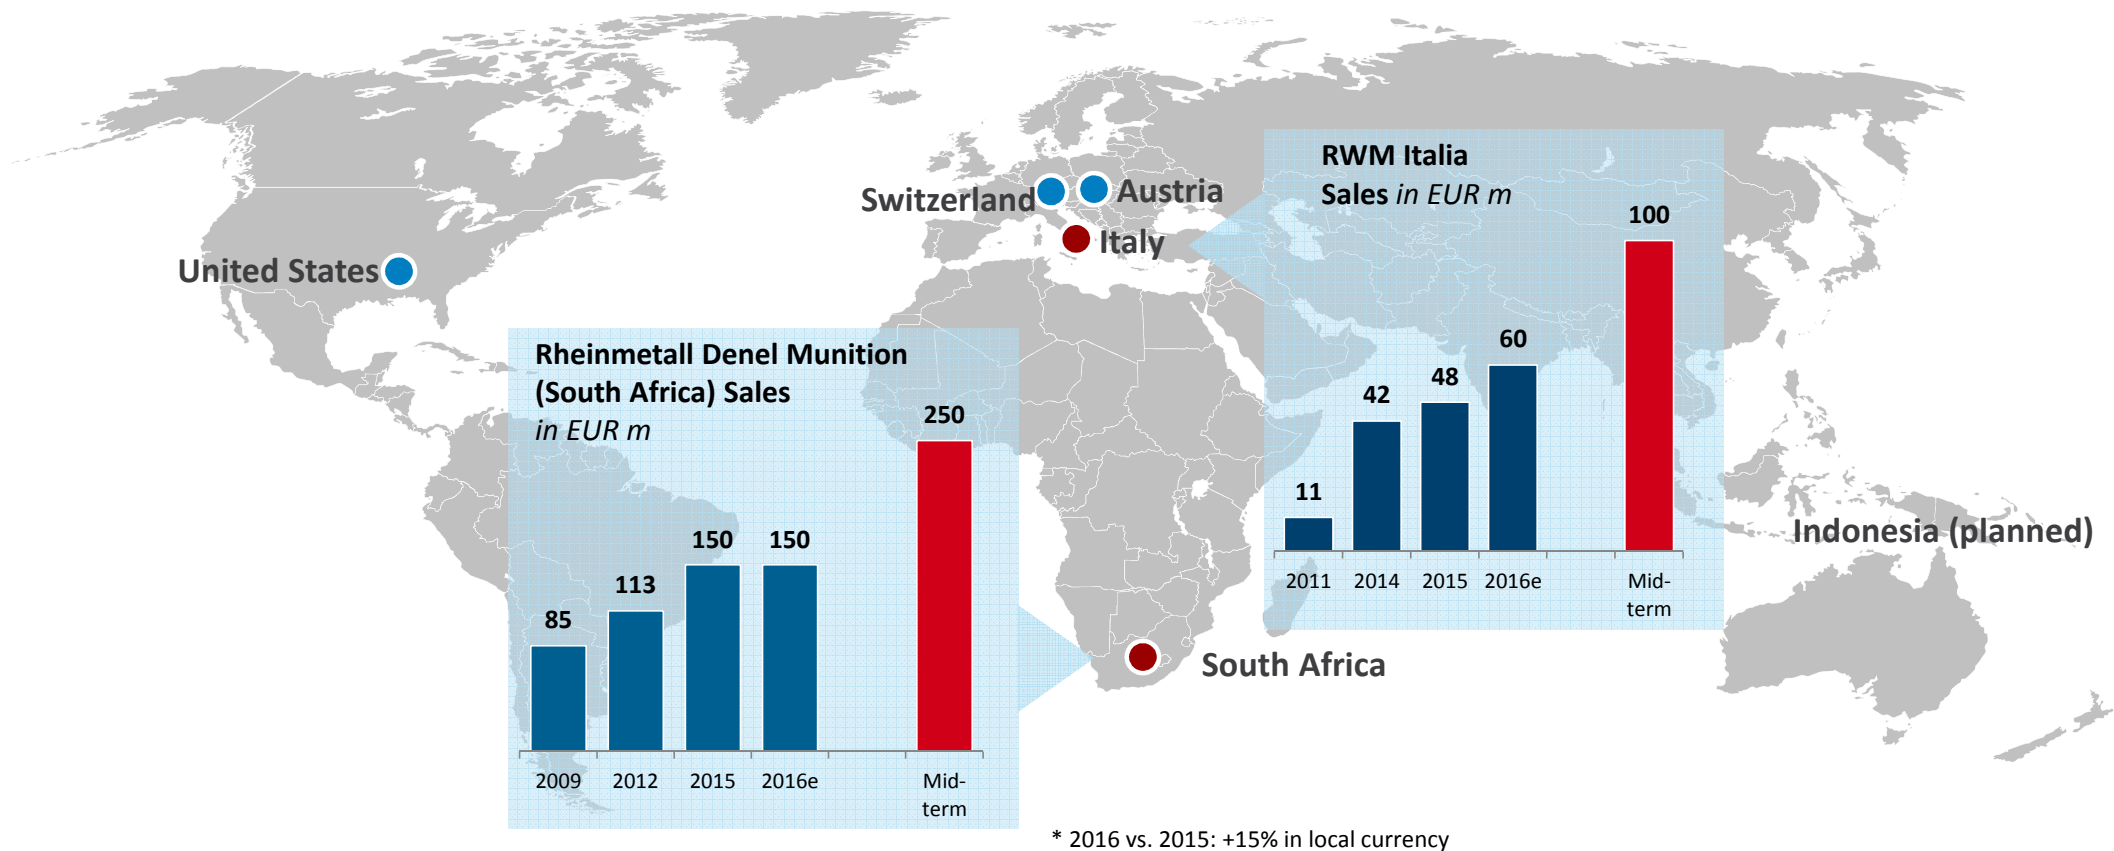 Switzerland
Austria
Italy
United States
RWM Italia
Sales in EUR m
100
60
48
42
11
2011
2014
2015
2016e
Mid-
term
Rheinmetall Denel Munition
(South Africa) Sales
in EUR m
250
150
150
113
85
2009
2012
2015
2016e
Mid-
term
Indonesia (planned)
South Africa
* 2016 vs. 2015: +15% in local currency